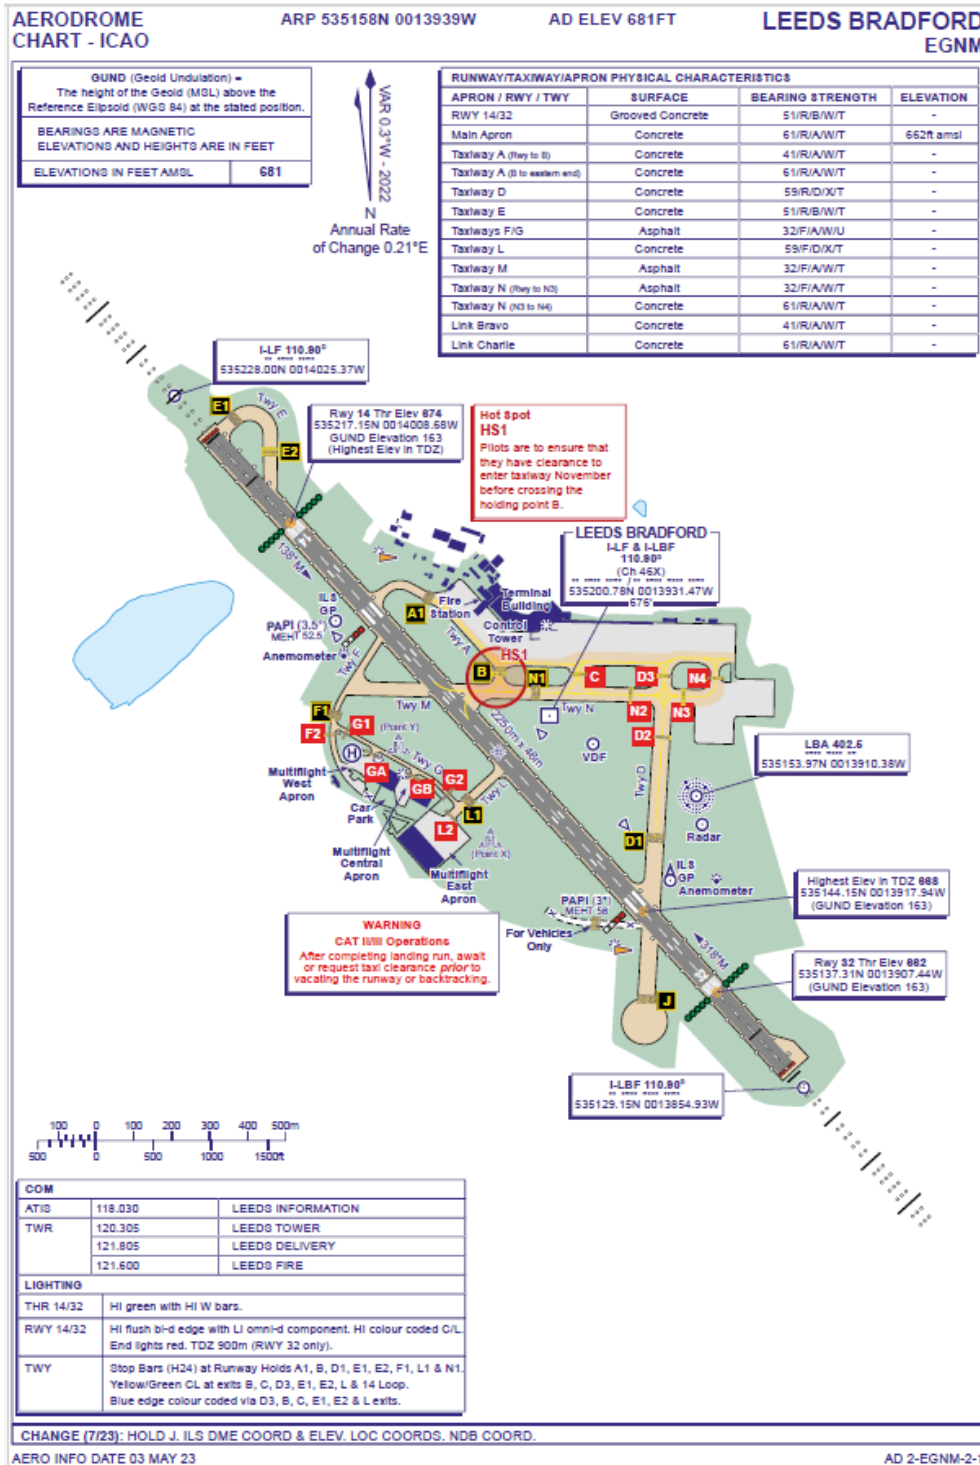 AERODROME
CHART - ICAO
ARP 535158N 0013939W
AD ELEV 681FT
LEEDS BRADFORD
EGNM
GUND (Geoid Undulation) =
The height of the Geoid (MSL) above the
Reference Elipsoid (WGS 84) at the stated position.
BEARINGS ARE MAGNETIC
ELEVATIONS AND HEIGHTS ARE IN FEET
ELEVATIONS IN FEET AMSL 681
VAR 0.3°W - 2022
N
Annual Rate
of Change 0.21°E
RUNWAY/TAXIWAY/APRON PHYSICAL CHARACTERISTICS
APRON / RWY / TWY SURFACE BEARING STRENGTH ELEVATION
RWY 14/32 Grooved Concrete 51/R/B/W/T -
Main Apron Concrete 61/R/A/W/T 662ft amsl
Taxiway A (Rwy to B) Concrete 41/R/A/W/T -
Taxiway A (B to eastern end) Concrete 61/R/A/W/T -
Taxiway D Concrete 59/R/D/X/T -
Taxiway E Concrete 51/R/B/W/T -
Taxiways F/G Asphalt 32/F/A/W/U -
Taxiway L Concrete 59/F/D/X/T -
Taxiway M Asphalt 32/F/A/W/T -
Taxiway N (Rwy to N3) Asphalt 32/F/A/W/T -
Taxiway N (N3 to N4) Concrete 61/R/A/W/T -
Link Bravo Concrete 41/R/A/W/T -
Link Charlie Concrete 61/R/A/W/T -
I-LF 110.90D
535228.00N 0014025.37W
E1
Twy E
E2
Rwy 14 Thr Elev 674
535217.15N 0014008.68W
GUND Elevation 163
(Highest Elev in TDZ)
Hot Spot
HS1
Pilots are to ensure that
they have clearance to
enter taxiway November
before crossing the
holding point B.
LEEDS BRADFORD
I-LF & I-LBF
110.90D
(Ch 46X)
535200.78N 0013931.47W
676'
138°M
ILS
GP
PAPI (3.5°)
MEHT 52.5
Anemometer
Twy F
A1
Fire
Station
Terminal
Building
Control
Tower
Twy A
HS1
B
N1
C
D3
N4
N2
N3
D2
Twy M
Twy N
2250m x 46m
VDF
F1
F2
G1
(Point Y)
H
Twy G
GA
GB
G2
Twy L
L1
L2
(Point X)
Multiflight
West
Apron
Car
Park
Multiflight
Central
Apron
Multiflight
East
Apron
Twy D
LBA 402.5
535153.97N 0013910.38W
Radar
D1
ILS
GP
Anemometer
PAPI (3°)
MEHT 58
For Vehicles
Only
Highest Elev in TDZ 668
535144.15N 0013917.94W
(GUND Elevation 163)
318°M
32
Rwy 32 Thr Elev 662
535137.31N 0013907.44W
(GUND Elevation 163)
WARNING
CAT II/III Operations
After completing landing run, await
or request taxi clearance prior to
vacating the runway or backtracking.
J
I-LBF 110.90D
535129.15N 0013854.93W
100 0 100 200 300 400 500m
500 0 500 1000 1500ft
COM
ATIS 118.030 LEEDS INFORMATION
TWR 120.305 LEEDS TOWER
121.805 LEEDS DELIVERY
121.600 LEEDS FIRE
LIGHTING
THR 14/32 HI green with HI W bars.
RWY 14/32 HI flush bi-d edge with LI omni-d component. HI colour coded C/L.
End lights red. TDZ 900m (RWY 32 only).
TWY Stop Bars (H24) at Runway Holds A1, B, D1, E1, E2, F1, L1 & N1.
Yellow/Green CL at exits B, C, D3, E1, E2, L & 14 Loop.
Blue edge colour coded via D3, B, C, E1, E2 & L exits.
CHANGE (7/23): HOLD J. ILS DME COORD & ELEV. LOC COORDS. NDB COORD.
AERO INFO DATE 03 MAY 23
AD 2-EGNM-2-1